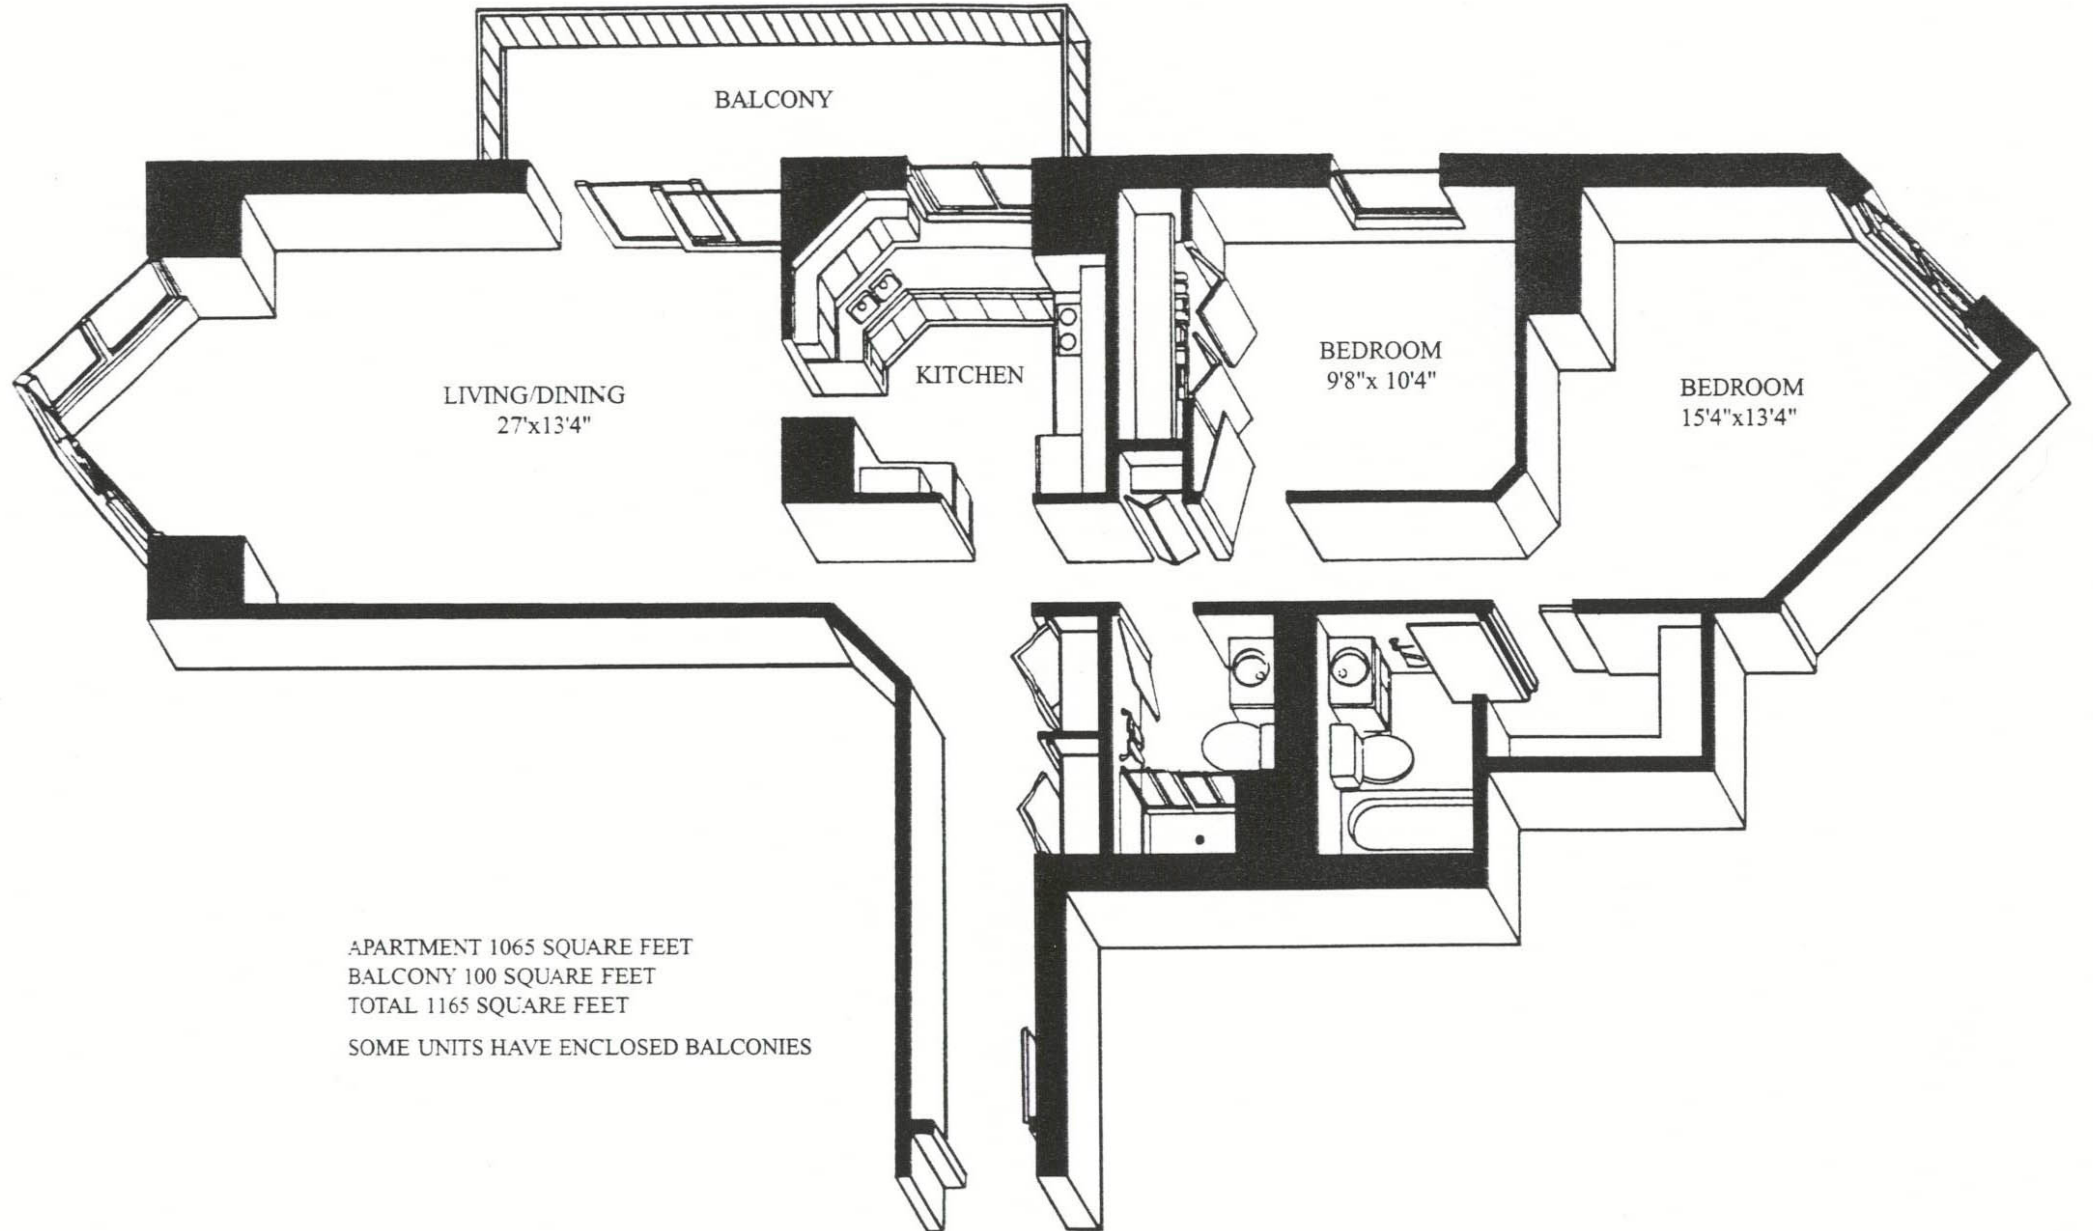 BALCONY
LIVING/DINING
27'x13'4"
KITCHEN
BEDROOM
9'8"x 10'4"
BEDROOM
15'4"x13'4"
APARTMENT 1065 SQUARE FEET
BALCONY 100 SQUARE FEET
TOTAL 1165 SQUARE FEET
SOME UNITS HAVE ENCLOSED BALCONIES